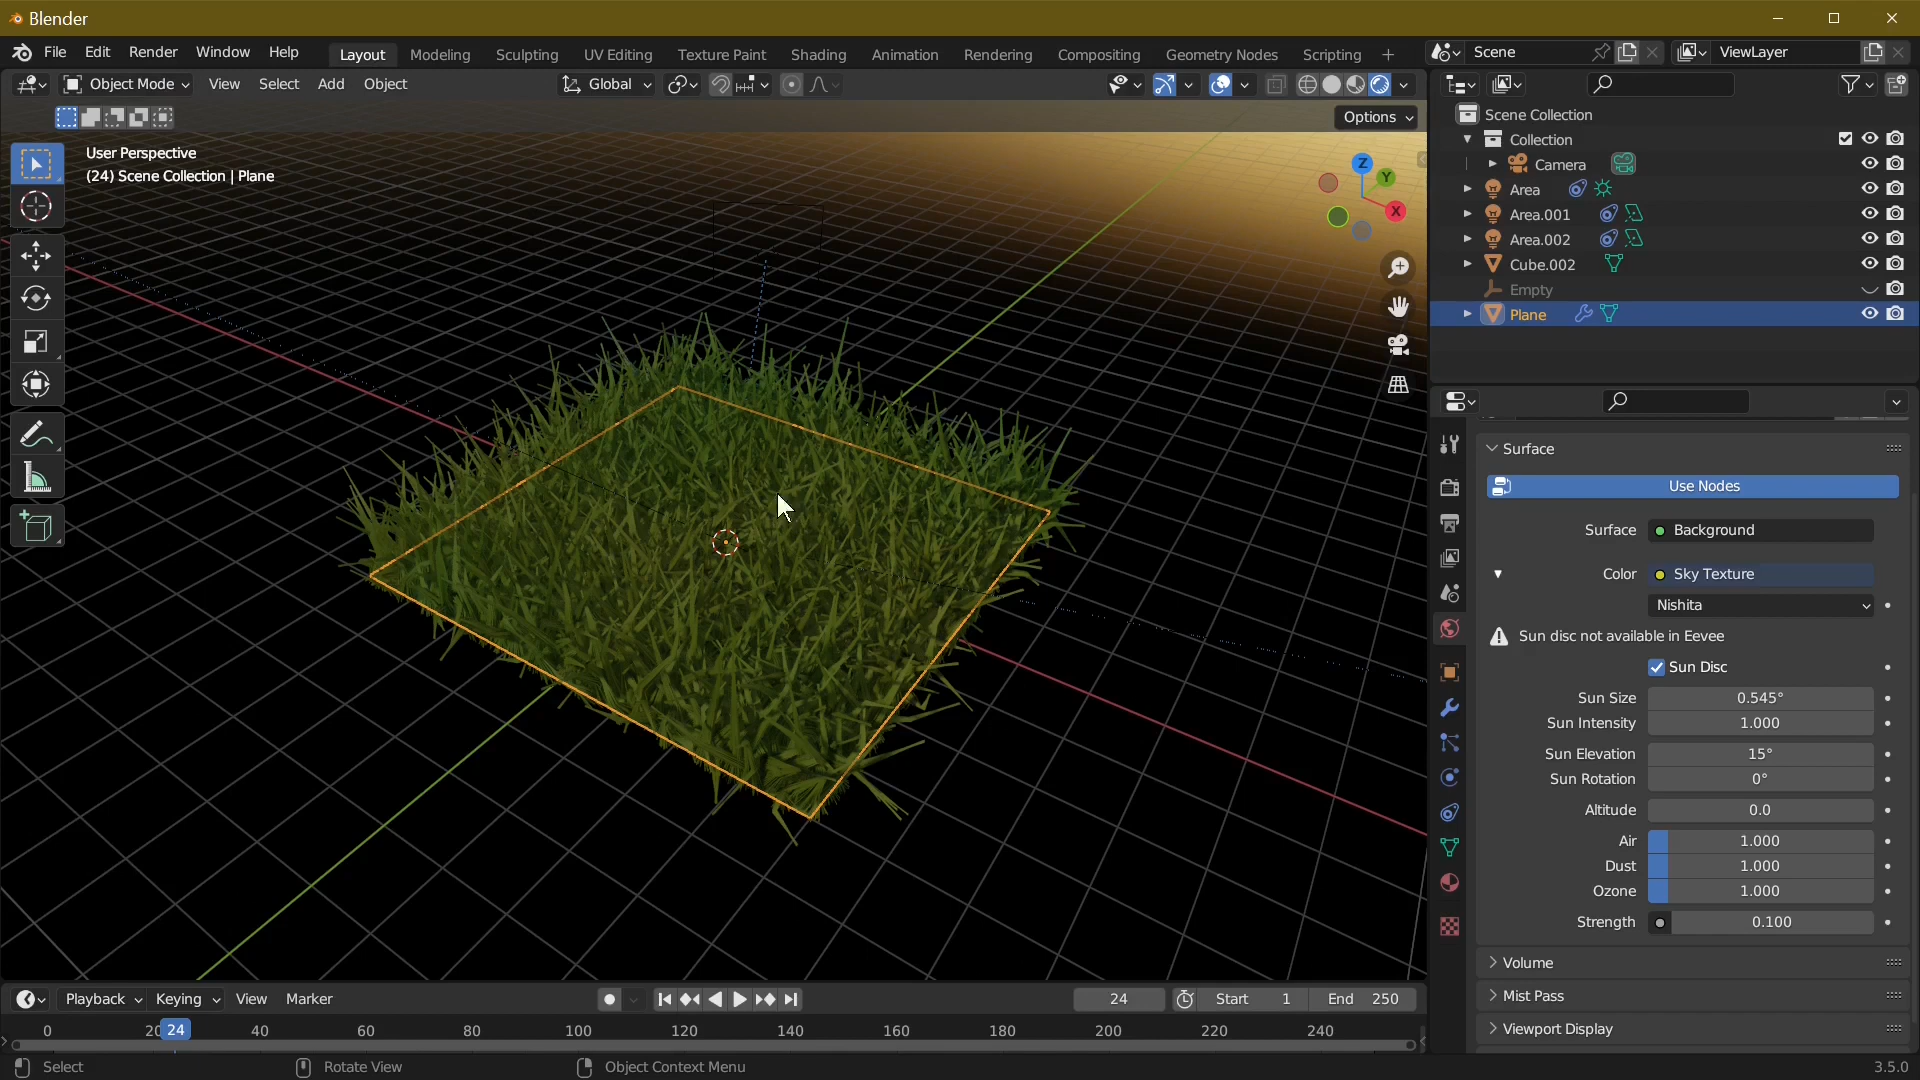 Blender
File Edit Render Window Help Layout Modeling Sculpting UV Editing Texture Paint Shading Animation Rendering Compositing Geometry Nodes Scripting + Scene ViewLayer
Object Mode View Select Add Object Global
Options
User Perspective
(24) Scene Collection | Plane
Z
Y
X
Scene Collection
Collection
Camera
Area
Area.001
Area.002
Cube.002
Empty
Plane
Surface
Use Nodes
Surface Background
Color Sky Texture
Nishita
Sun disc not available in Eevee
Sun Disc
Sun Size 0.545°
Sun Intensity 1.000
Sun Elevation 15°
Sun Rotation 0°
Altitude 0.0
Air 1.000
Dust 1.000
Ozone 1.000
Strength 0.100
Volume
Mist Pass
Viewport Display
Playback Keying View Marker 24 Start 1 End 250
0 20 24 40 60 80 100 120 140 160 180 200 220 240
Select Rotate View Object Context Menu 3.5.0